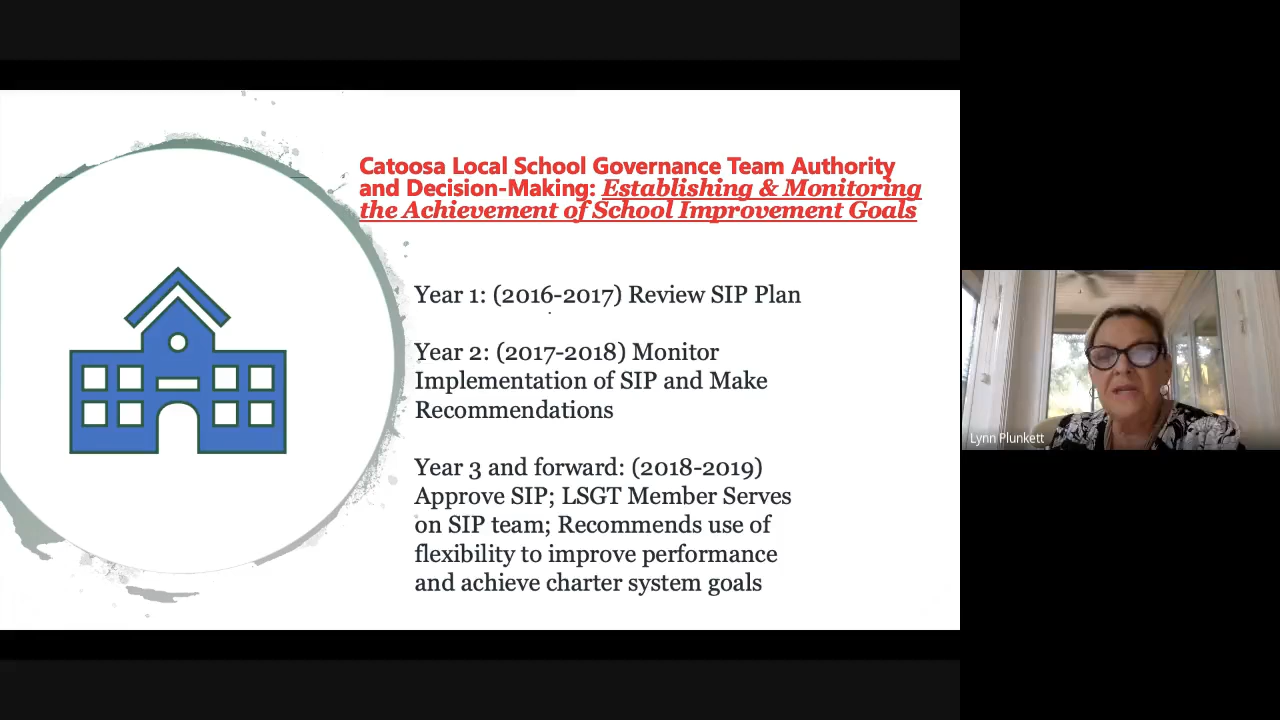 Catoosa Local School Governance Team Authority
and Decision-Making: Establishing & Monitoring
the Achievement of School Improvement Goals
Year 1: (2016-2017) Review SIP Plan
Year 2: (2017-2018) Monitor
Implementation of SIP and Make
Recommendations
Year 3 and forward: (2018-2019)
Approve SIP; LSGT Member Serves
on SIP team; Recommends use of
flexibility to improve performance
and achieve charter system goals
Lynn Plunkett